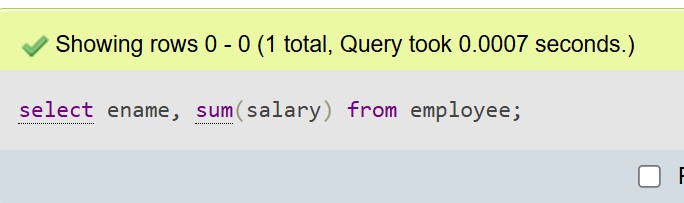 Showing rows 0 - 0 (1 total, Query took 0.0007 seconds.)
select ename, sum(salary) from employee;